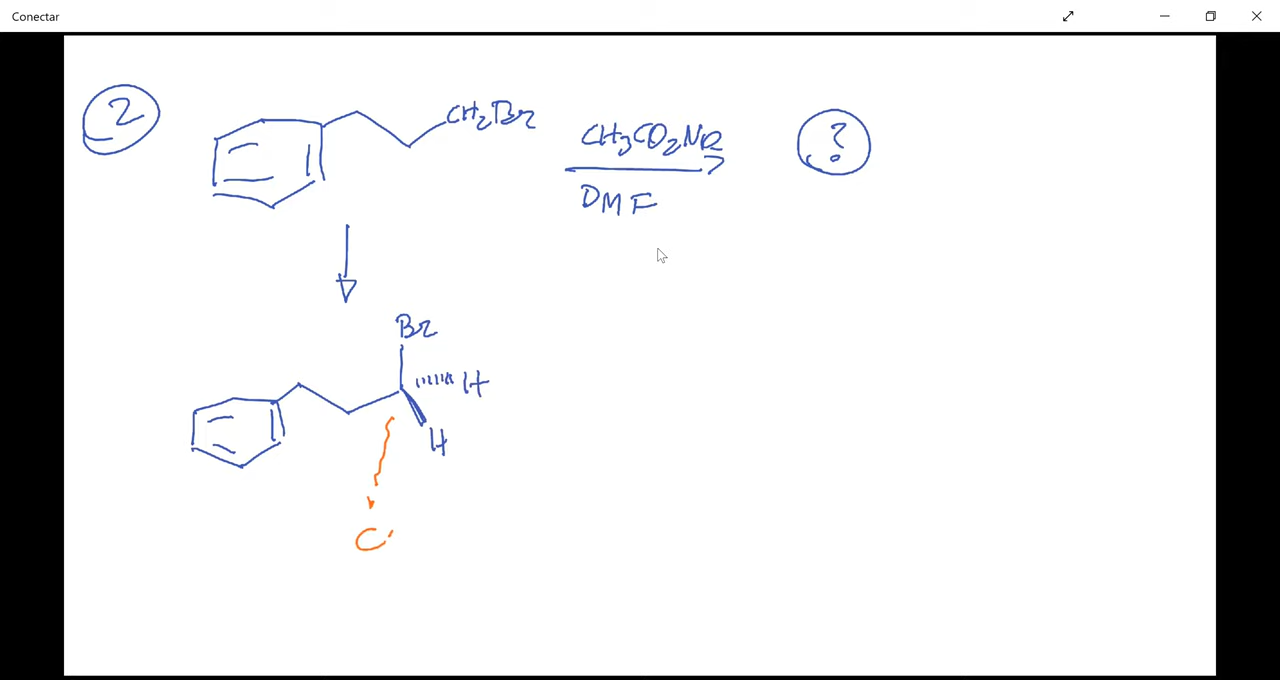 Conectar
2
CH₂Br
CH₃CO₂Na
DMF
?
Br
H
H
C